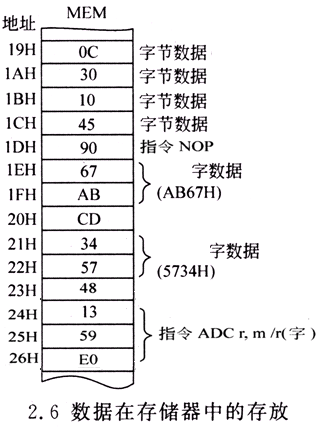 地址 MEM
19H 0C 字节数据
1AH 30 字节数据
1BH 10 字节数据
1CH 45 字节数据
1DH 90 指令 NOP
1EH 67 字数据
1FH AB (AB67H)
20H CD
21H 34 字数据
22H 57 (5734H)
23H 48
24H 13
25H 59 指令 ADC r, m /r(字)
26H E0
2.6 数据在存储器中的存放